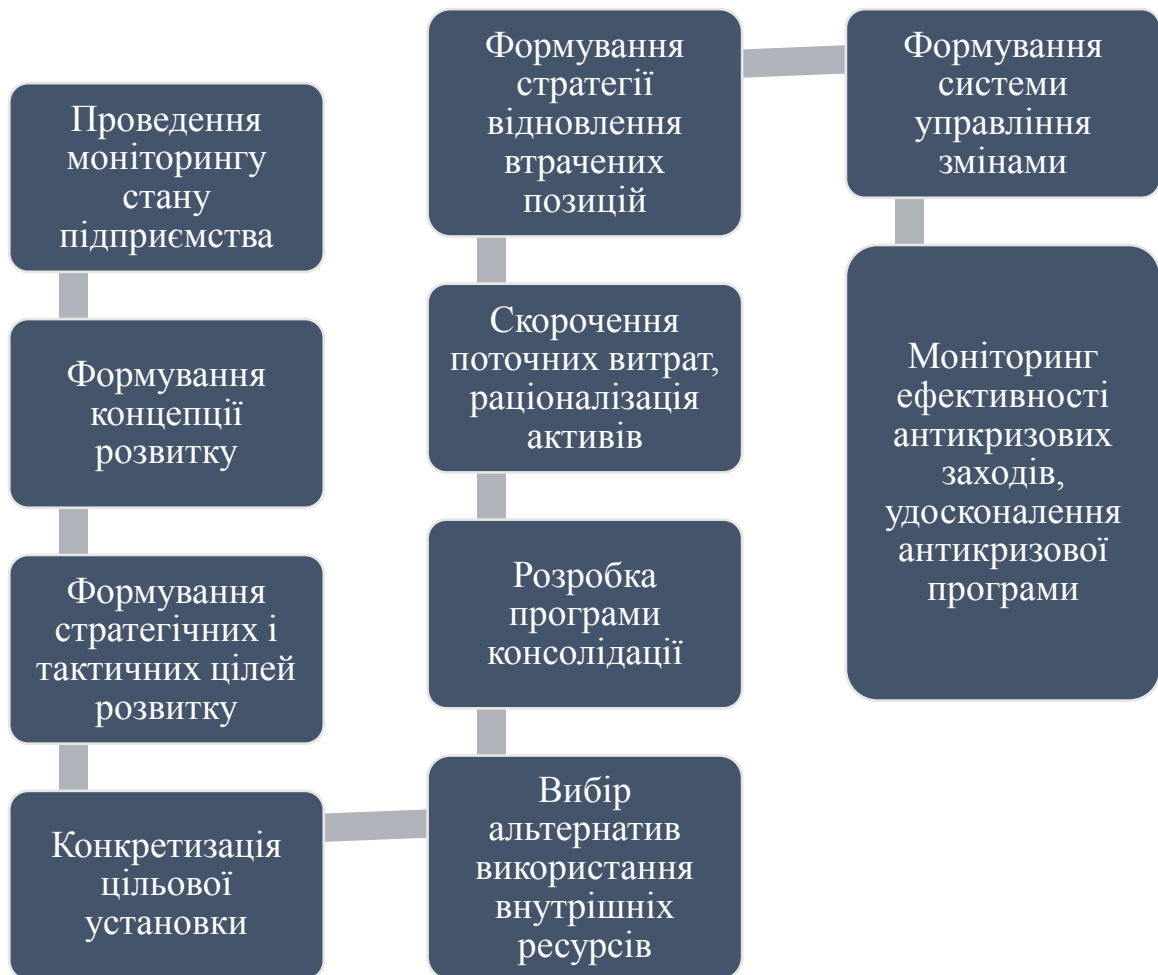 Проведення
моніторингу
стану
підприємства
Формування
концепції
розвитку
Формування
стратегічних і
тактичних цілей
розвитку
Конкретизація
цільової
установки
Вибір
альтернатив
використання
внутрішніх
ресурсів
Розробка
програми
консолідації
Скорочення
поточних витрат,
раціоналізація
активів
Формування
стратегії
відновлення
втрачених
позицій
Формування
системи
управління
змінами
Моніторинг
ефективності
антикризових
заходів,
удосконалення
антикризової
програми